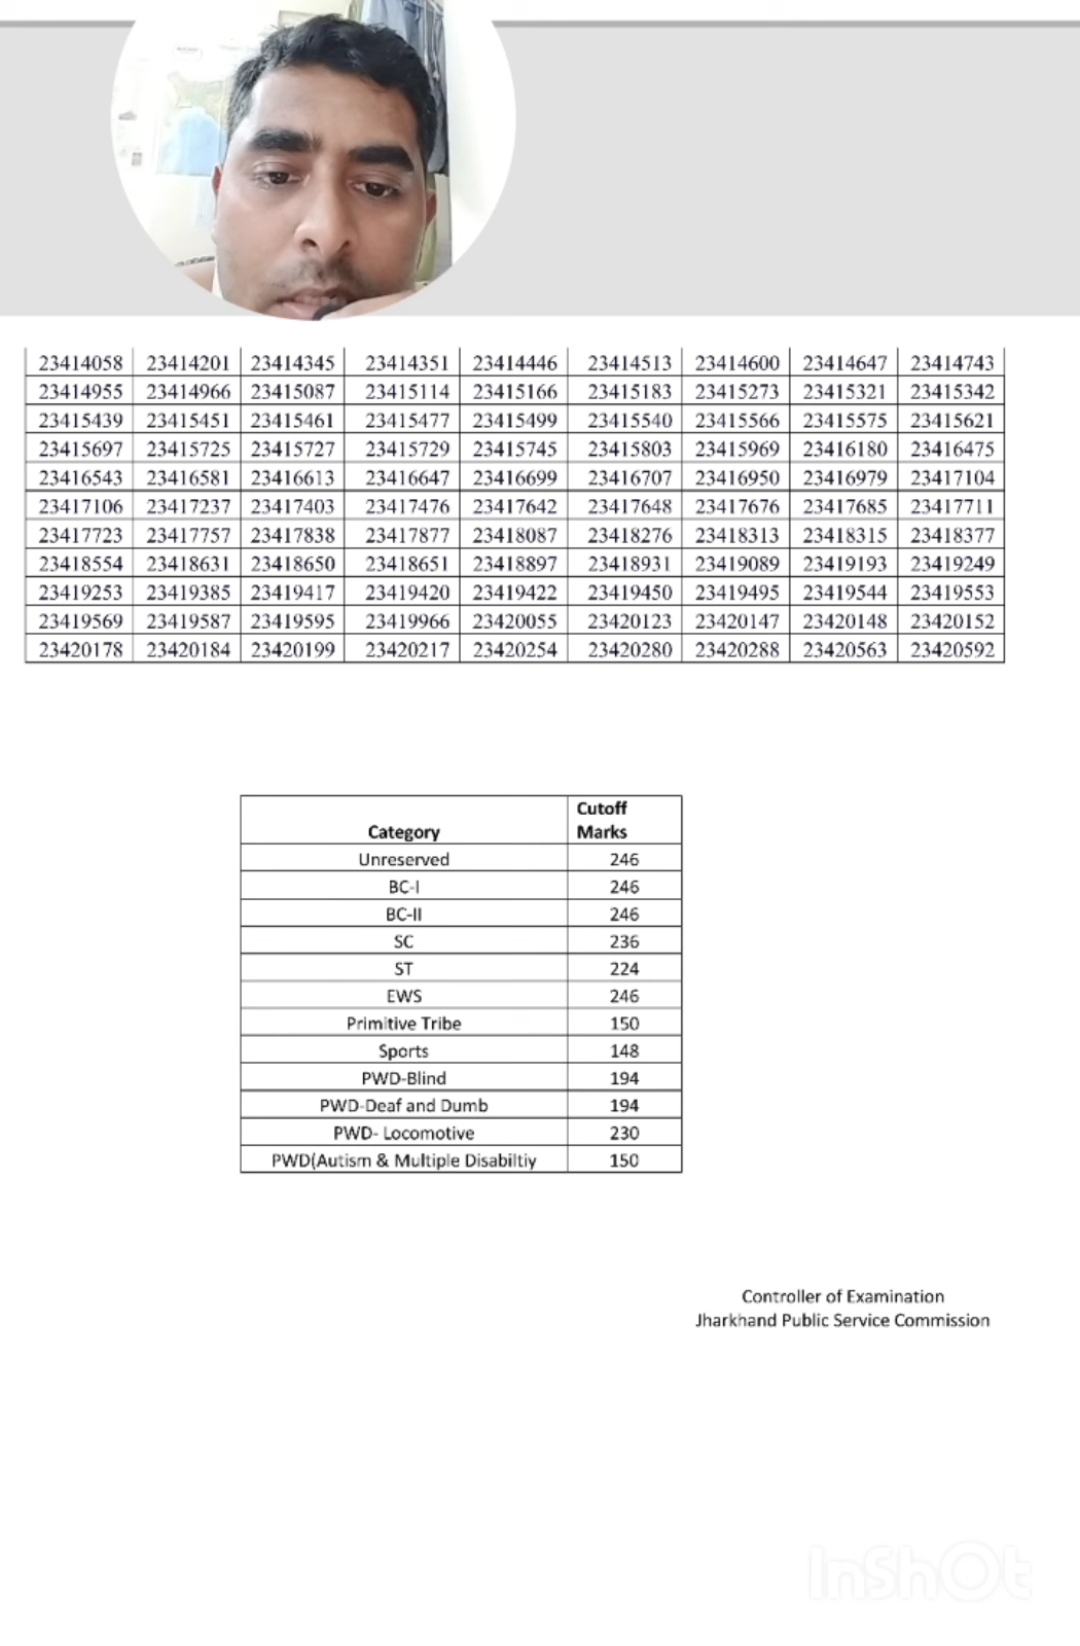 23414058 23414201 23414345 23414351 23414446 23414513 23414600 23414647 23414743
23414955 23414966 23415087 23415114 23415166 23415183 23415273 23415321 23415342
23415439 23415451 23415461 23415477 23415499 23415540 23415566 23415575 23415621
23415697 23415725 23415727 23415729 23415745 23415803 23415969 23416180 23416475
23416543 23416581 23416613 23416647 23416699 23416707 23416950 23416979 23417104
23417106 23417237 23417403 23417476 23417642 23417648 23417676 23417685 23417711
23417723 23417757 23417838 23417877 23418087 23418276 23418313 23418315 23418377
23418554 23418631 23418650 23418651 23418897 23418931 23419089 23419193 23419249
23419253 23419385 23419417 23419420 23419422 23419450 23419495 23419544 23419553
23419569 23419587 23419595 23419966 23420055 23420123 23420147 23420148 23420152
23420178 23420184 23420199 23420217 23420254 23420280 23420288 23420563 23420592
Category Cutoff Marks
Unreserved 246
BC-I 246
BC-II 246
SC 236
ST 224
EWS 246
Primitive Tribe 150
Sports 148
PWD-Blind 194
PWD-Deaf and Dumb 194
PWD- Locomotive 230
PWD(Autism & Multiple Disabiltiy 150
Controller of Examination
Jharkhand Public Service Commission
InShOt